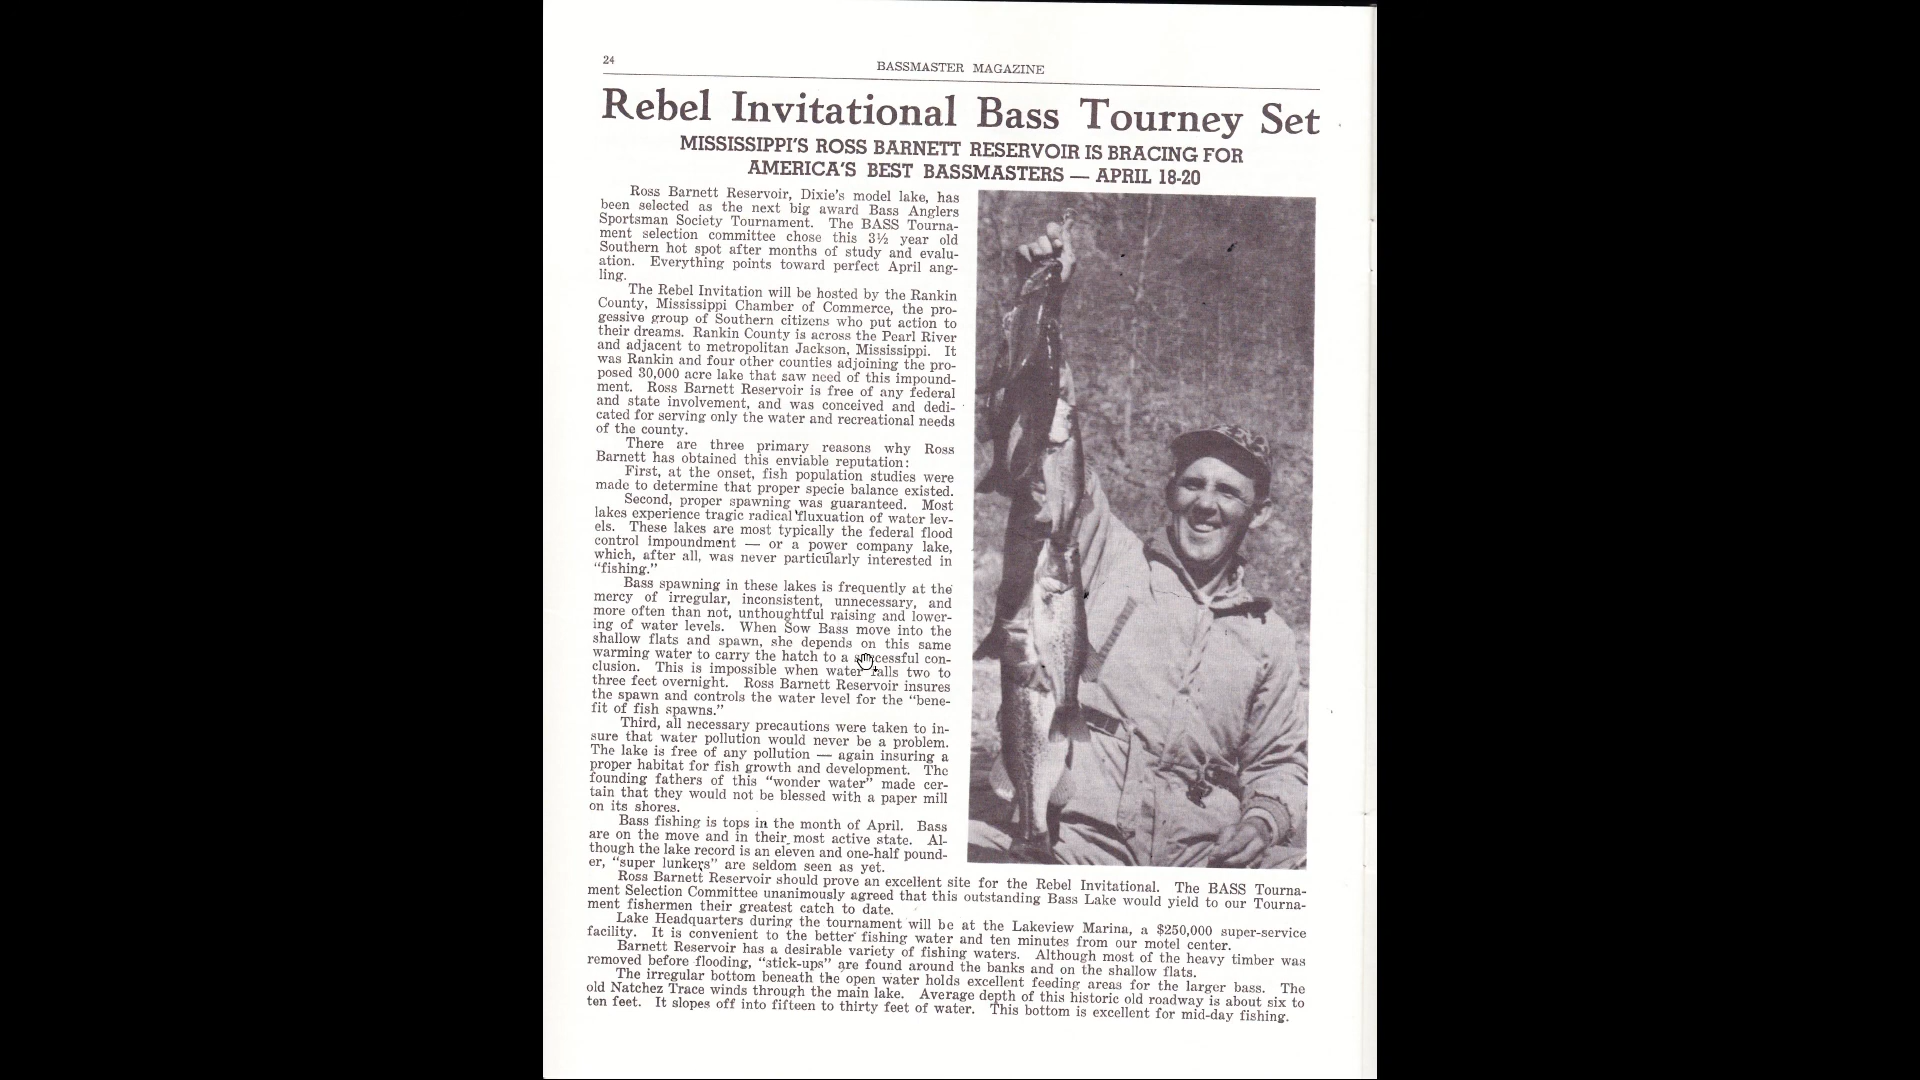 24
BASSMASTER MAGAZINE
Rebel Invitational Bass Tourney Set
MISSISSIPPI'S ROSS BARNETT RESERVOIR IS BRACING FOR
AMERICA'S BEST BASSMASTERS — APRIL 18-20
Ross Barnett Reservoir, Dixie's model lake, has
been selected as the next big award Bass Anglers
Sportsman Society Tournament. The BASS Tourna-
ment selection committee chose this 3½ year old
Southern hot spot after months of study and evalu-
ation. Everything points toward perfect April ang-
ling.
The Rebel Invitation will be hosted by the Rankin
County, Mississippi Chamber of Commerce, the pro-
gessive group of Southern citizens who put action to
their dreams. Rankin County is across the Pearl River
and adjacent to metropolitan Jackson, Mississippi. It
was Rankin and four other counties adjoining the pro-
posed 30,000 acre lake that saw need of this impound-
ment. Ross Barnett Reservoir is free of any federal
and state involvement, and was conceived and dedi-
cated for serving only the water and recreational needs
of the county.
There are three primary reasons why Ross
Barnett has obtained this enviable reputation:
First, at the onset, fish population studies were
made to determine that proper specie balance existed.
Second, proper spawning was guaranteed. Most
lakes experience tragic radical fluxuation of water lev-
els. These lakes are most typically the federal flood
control impoundment — or a power company lake,
which, after all, was never particularly interested in
"fishing."
Bass spawning in these lakes is frequently at the
mercy of irregular, inconsistent, unnecessary, and
more often than not, unthoughtful raising and lower-
ing of water levels. When Sow Bass move into the
shallow flats and spawn, she depends on this same
warming water to carry the hatch to a successful con-
clusion. This is impossible when water falls two to
three feet overnight. Ross Barnett Reservoir insures
the spawn and controls the water level for the "bene-
fit of fish spawns."
Third, all necessary precautions were taken to in-
sure that water pollution would never be a problem.
The lake is free of any pollution — again insuring a
proper habitat for fish growth and development. The
founding fathers of this "wonder water" made cer-
tain that they would not be blessed with a paper mill
on its shores.
Bass fishing is tops in the month of April. Bass
are on the move and in their most active state. Al-
though the lake record is an eleven and one-half pound-
er, "super lunkers" are seldom seen as yet.
Ross Barnett Reservoir should prove an excellent site for the Rebel Invitational. The BASS Tourna-
ment Selection Committee unanimously agreed that this outstanding Bass Lake would yield to our Tourna-
ment fishermen their greatest catch to date.
Lake Headquarters during the tournament will be at the Lakeview Marina, a $250,000 super-service
facility. It is convenient to the better fishing water and ten minutes from our motel center.
Barnett Reservoir has a desirable variety of fishing waters. Although most of the heavy timber was
removed before flooding, "stick-ups" are found around the banks and on the shallow flats.
The irregular bottom beneath the open water holds excellent feeding areas for the larger bass. The
old Natchez Trace winds through the main lake. Average depth of this historic old roadway is about six to
ten feet. It slopes off into fifteen to thirty feet of water. This bottom is excellent for mid-day fishing.